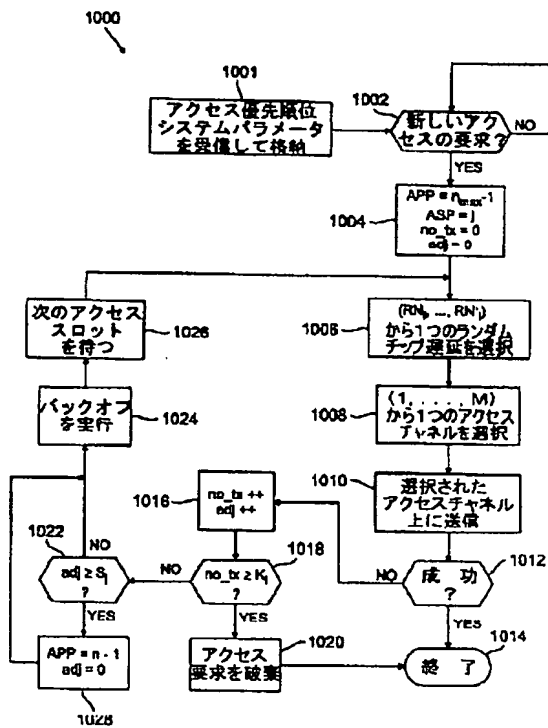 1000
1001
アクセス優先順位
システムパラメータ
を受信して格納
1002
新しいアク
セスの要求?
NO
YES
1004
ASP = j
no_tx = 0
adj = 0
1006
から1つのランダム
チップ遅延を選択
1008
(1, . . . . , M)
から1つのアクセス
チャネルを選択
1010
選択された
アクセスチャネル
上に送信
1012
成 功
?
NO
YES
1014
終 了
1016
no_tx ++
adj ++
1018
no_tx ≥ Ki
?
NO
YES
1020
アクセス
要求を破棄
1022
adj ≥ Si
?
NO
YES
APP = n - 1
adj = 0
1028
1024
バックオフ
を実行
1026
次のアクセス
スロット
を待つ